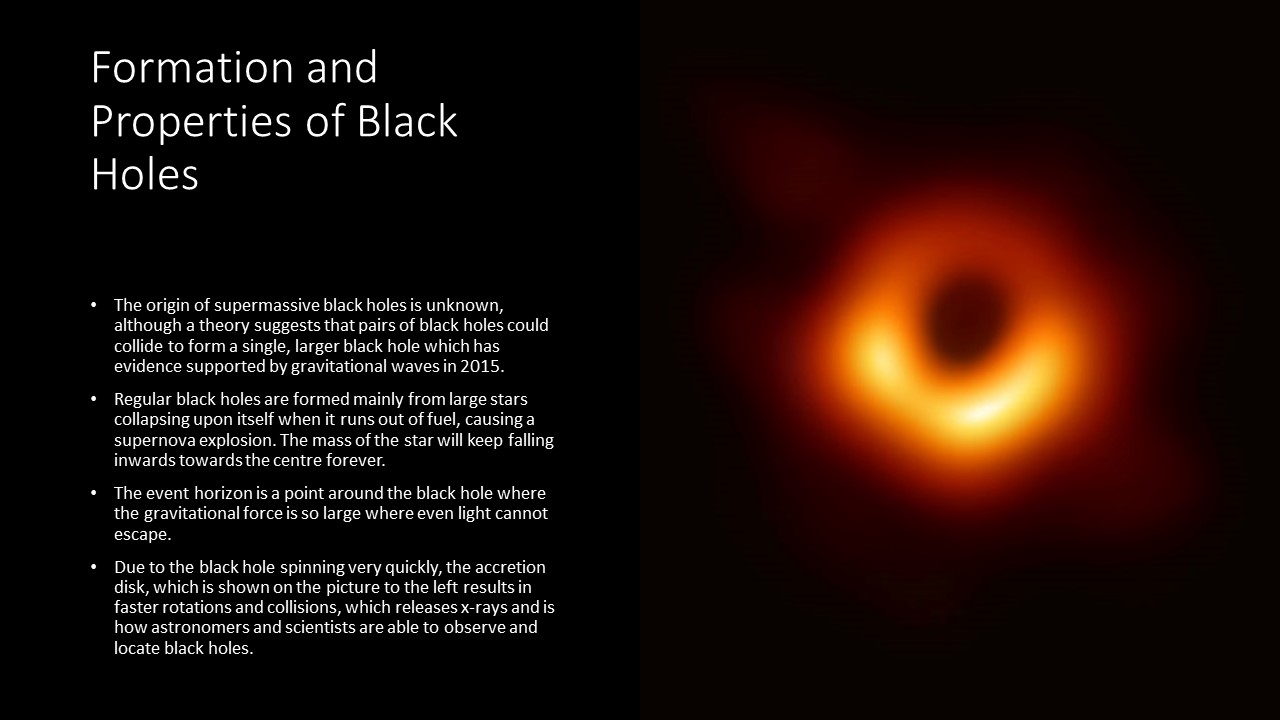 Formation and
Properties of Black
Holes
• The origin of supermassive black holes is unknown,
although a theory suggests that pairs of black holes could
collide to form a single, larger black hole which has
evidence supported by gravitational waves in 2015.
• Regular black holes are formed mainly from large stars
collapsing upon itself when it runs out of fuel, causing a
supernova explosion. The mass of the star will keep falling
inwards towards the centre forever.
• The event horizon is a point around the black hole where
the gravitational force is so large where even light cannot
escape.
• Due to the black hole spinning very quickly, the accretion
disk, which is shown on the picture to the left results in
faster rotations and collisions, which releases x-rays and is
how astronomers and scientists are able to observe and
locate black holes.